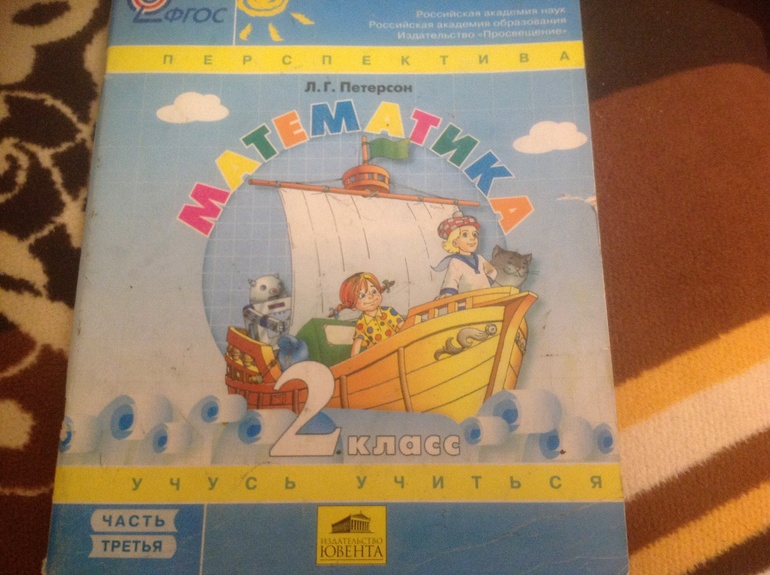 ФГОС
Российская академия наук
Российская академия образования
Издательство «Просвещение»
ПЕРСПЕКТИВА
Л. Г. Петерсон
МАТЕМАТИКА
2 класс
УЧУСЬ УЧИТЬСЯ
ЧАСТЬ
ТРЕТЬЯ
ИЗДАТЕЛЬСТВО
ЮВЕНТА